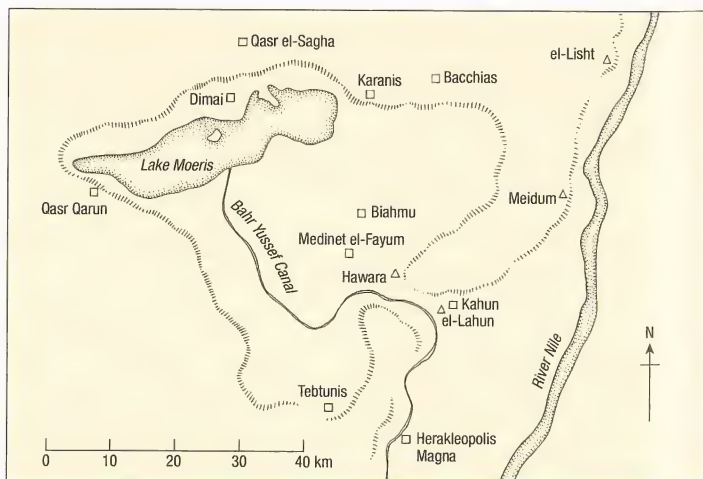 Qasr el-Sagha
el-Lisht
Karanis
Bacchias
Dimai
Lake Moeris
Meidum
Qasr Qarun
Biahmu
Bahr Yussef Canal
Medinet el-Fayum
Hawara
Kahun
el-Lahun
River Nile
N
Tebtunis
Herakleopolis
Magna
0 10 20 30 40 km